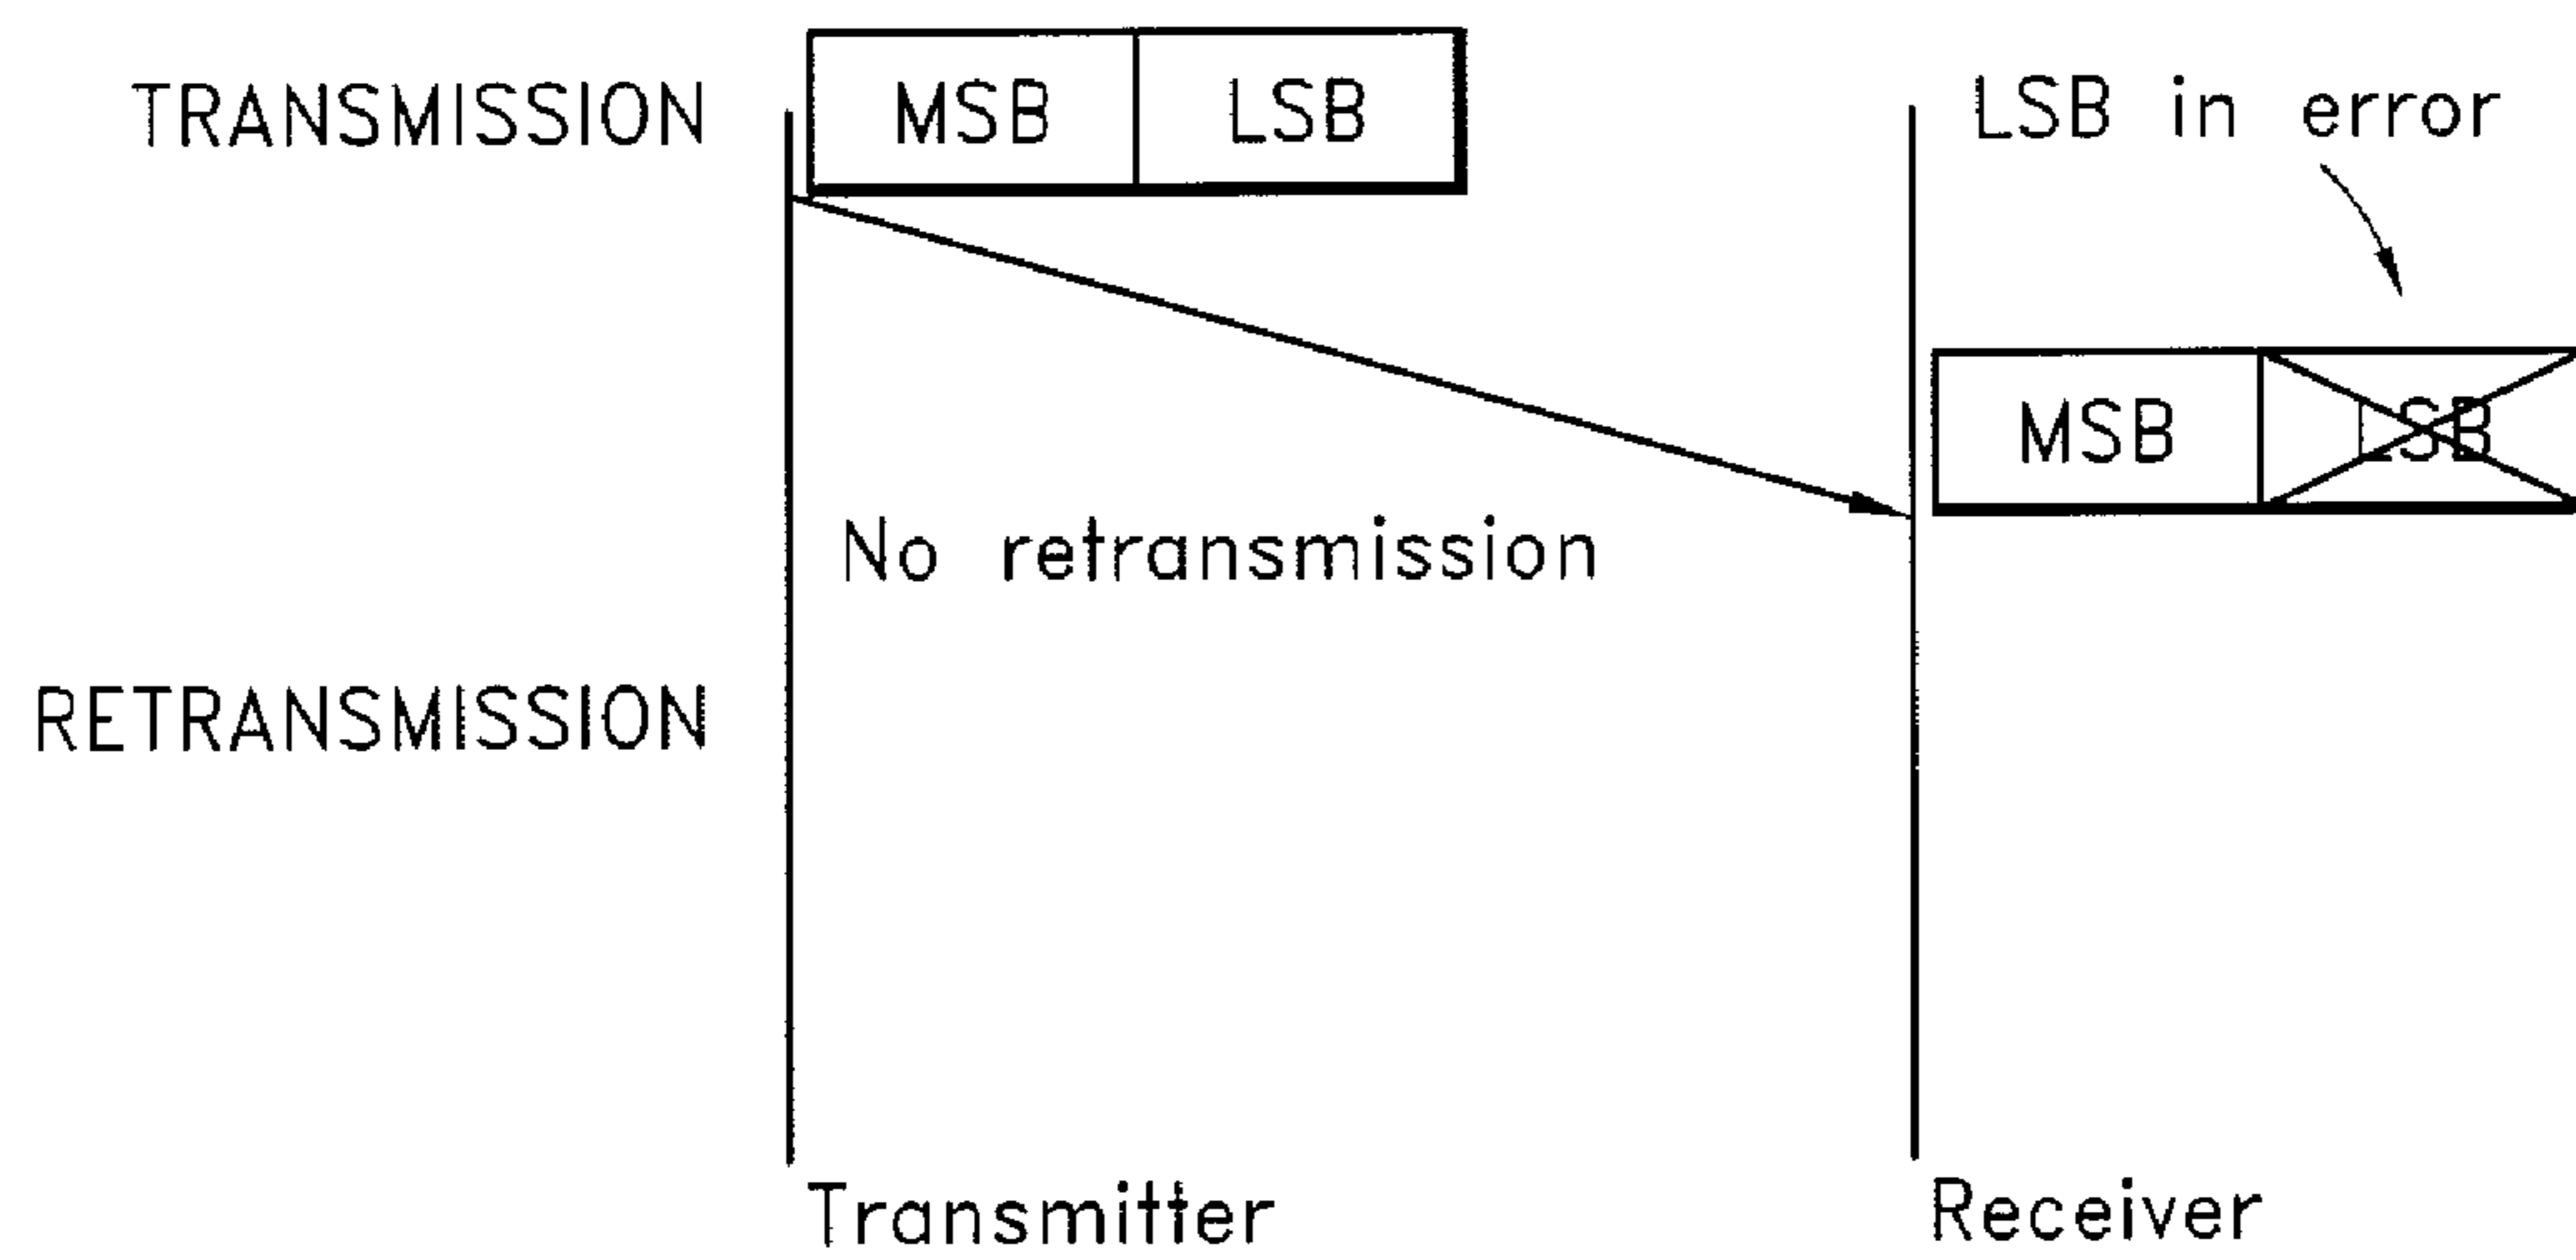 TRANSMISSION
MSB LSB
LSB in error
MSB LSB
No retransmission
RETRANSMISSION
Transmitter
Receiver